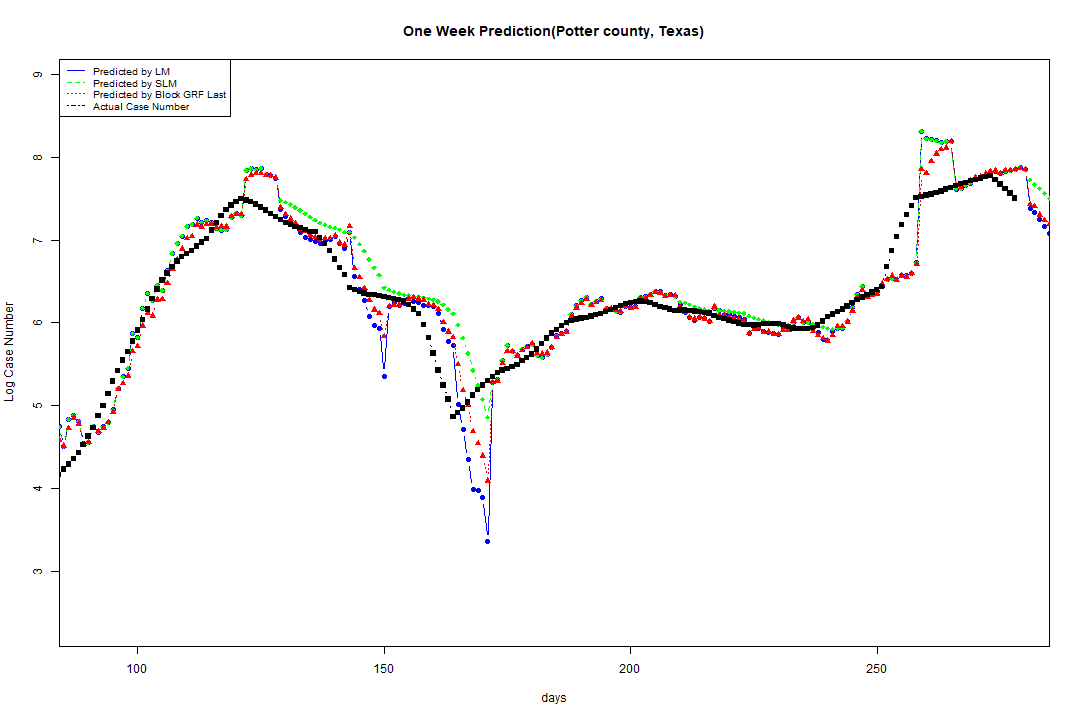 One Week Prediction(Potter county, Texas)
Predicted by LM
Predicted by SLM
Predicted by Block GRF Last
Actual Case Number
9
8
7
6
5
4
3
Log Case Number
100 150 200 250
days